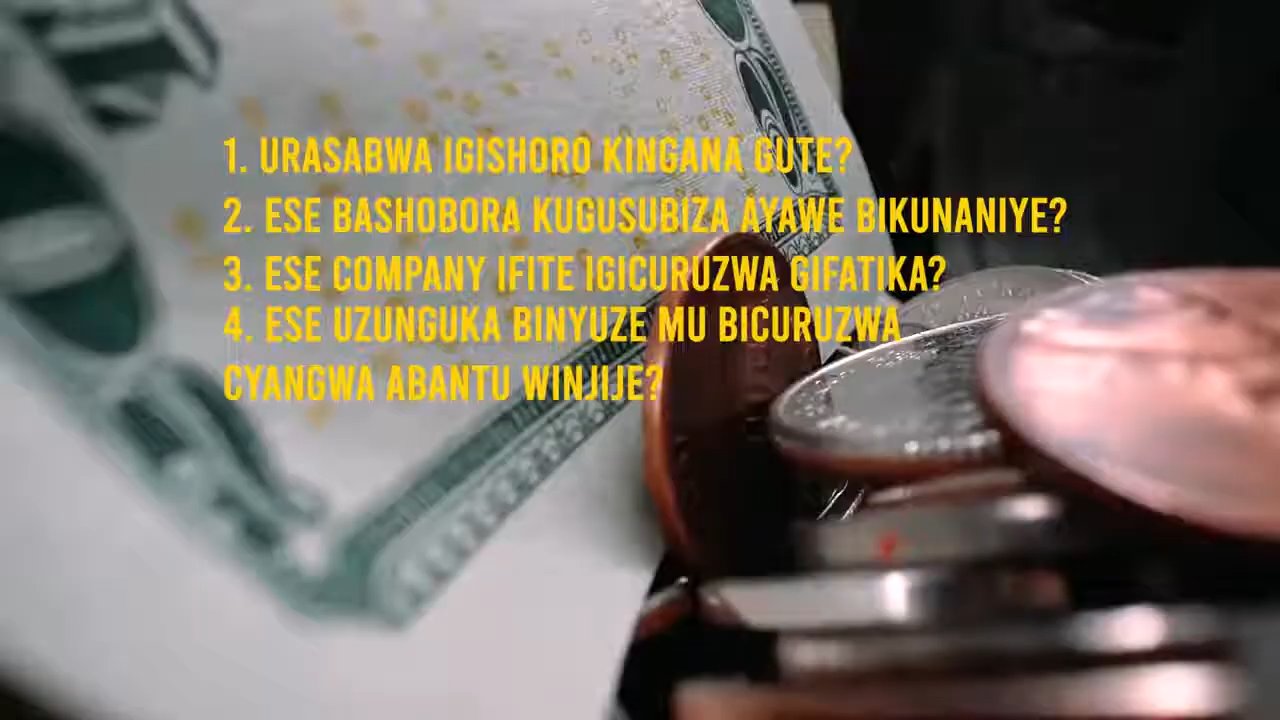 1. URASABWA IGISHORO KINGANA GUTE?
2. ESE BASHOBORA KUGUSUBIZA AYAWE BIKUNANIYE?
3. ESE COMPANY IFITE IGICURUZWA GIFATIKA?
4. ESE UZUNGUKA BINYUZE MU BICURUZWA
CYANGWA ABANTU WINJIJE?